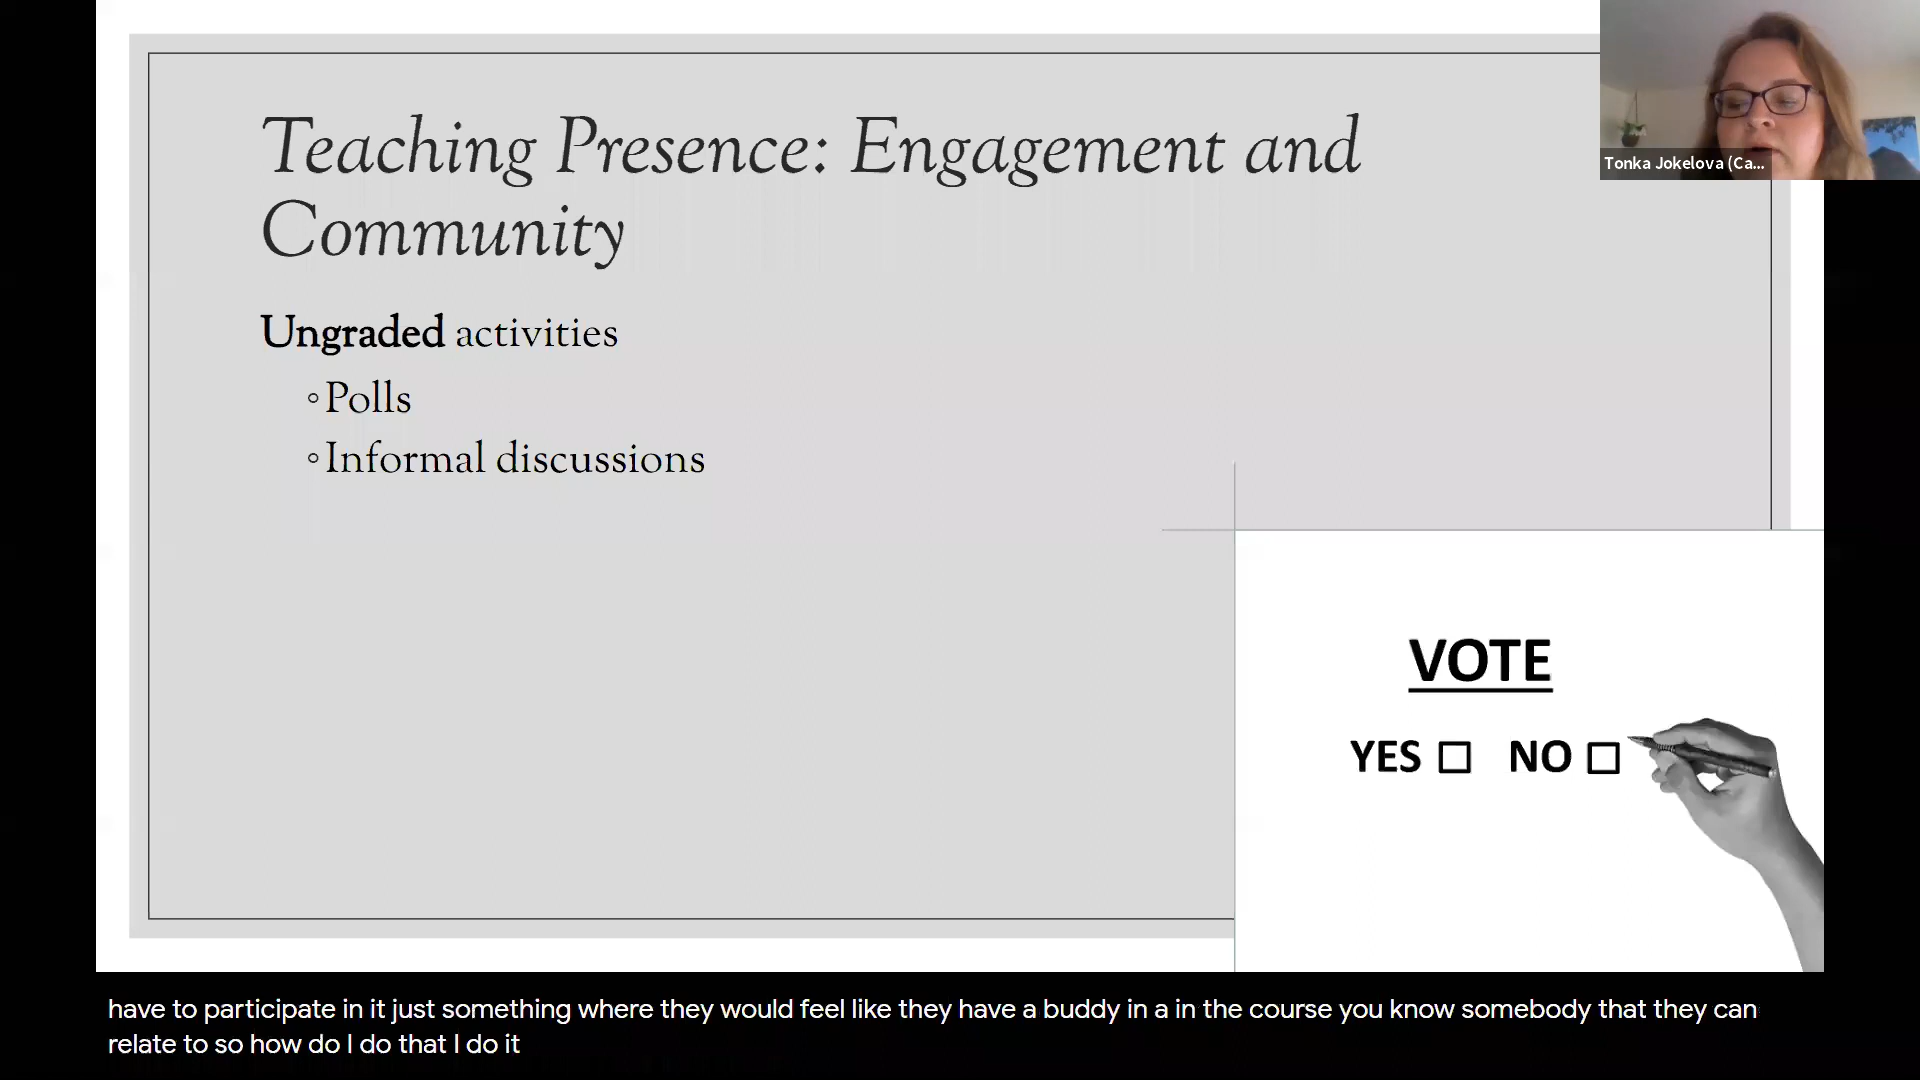 Teaching Presence: Engagement and
Community
Ungraded activities
◦Polls
◦Informal discussions
VOTE
YES ☐ NO ☐
Tonka Jokelova (Ca...
have to participate in it just something where they would feel like they have a buddy in a in the course you know somebody that they can
relate to so how do I do that I do it